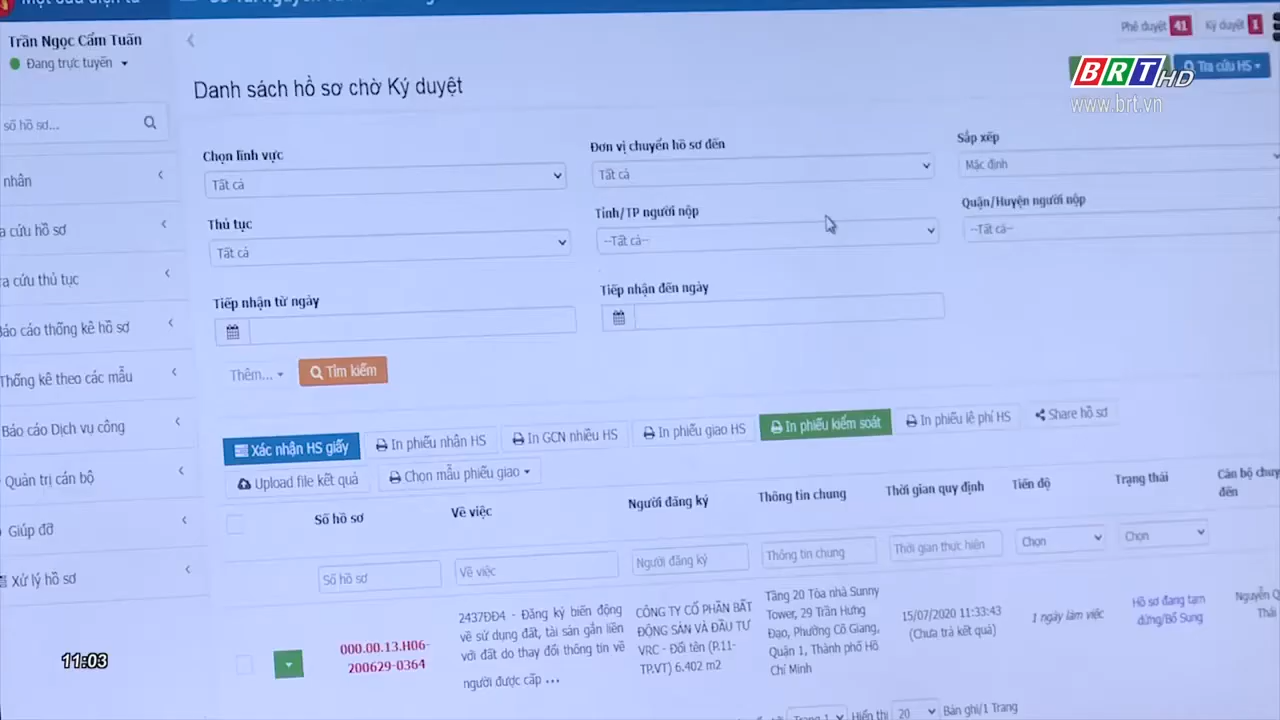 Trần Ngọc Cẩm Tuấn
Đang trực tuyến
Phê duyệt 41 Ký duyệt 1
Tra cứu HS
BRT HD
www.brt.vn
số hồ sơ...
Danh sách hồ sơ chờ Ký duyệt
Chọn lĩnh vực
Tất cả
Đơn vị chuyển hồ sơ đến
Tất cả
Sắp xếp
Mặc định
Thủ tục
Tất cả
Tỉnh/TP người nộp
--Tất cả--
Quận/Huyện người nộp
--Tất cả--
Tiếp nhận từ ngày
Tiếp nhận đến ngày
Thêm...
Tìm kiếm
nhân
a cứu hồ sơ
ra cứu thủ tục
Báo cáo thống kê hồ sơ
Thống kê theo các mẫu
Báo cáo Dịch vụ công
Quản trị cán bộ
Giúp đỡ
Xử lý hồ sơ
Xác nhận HS giấy
In phiếu nhận HS
In GCN nhiều HS
In phiếu giao HS
In phiếu kiểm soát
In phiếu lệ phí HS
Share hồ sơ
Upload file kết quả
Chọn mẫu phiếu giao
Số hồ sơ
Về việc
Người đăng ký
Thông tin chung
Thời gian quy định
Tiến độ
Trạng thái
Cán bộ chuy
đến
Số hồ sơ
Về việc
Người đăng ký
Thông tin chung
Thời gian thực hiện
Chọn
Chọn
000.00.13.H06-
200629-0364
2437ĐĐ4 - Đăng ký biến động
về sử dụng đất, tài sản gắn liền
với đất do thay đổi thông tin về
người được cấp ...
CÔNG TY CỔ PHẦN BẤT
ĐỘNG SẢN VÀ ĐẦU TƯ
VRC - Đổi tên (P.11-
TP.VT) 6.402 m2
Tầng 20 Tòa nhà Sunny
Tower, 29 Trần Hưng
Đạo, Phường Cô Giang,
Quận 1, Thành phố Hồ
Chí Minh
15/07/2020 11:33:43
(Chưa trả kết quả)
1 ngày làm việc
Hồ sơ đang tạm
dừng/Bổ Sung
Nguyễn Q
Thái
11:03
Trang 1 Hiển thị 20 Bản ghi/1 Trang